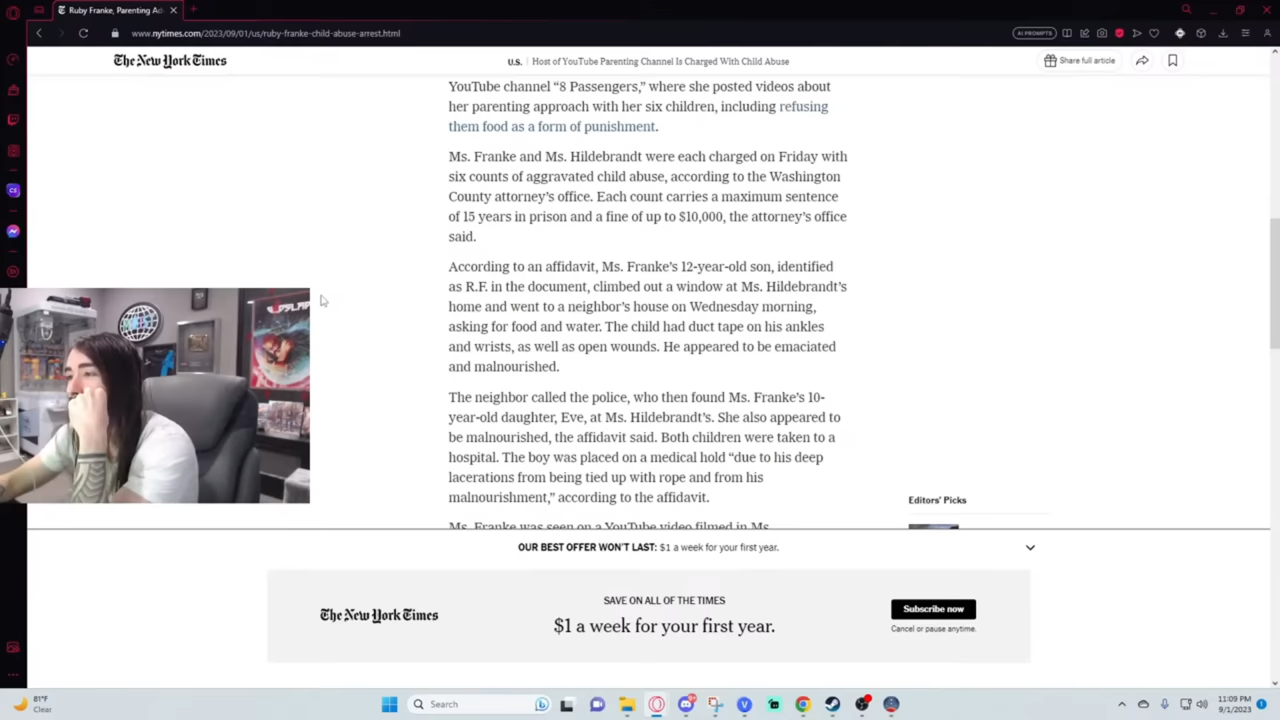 Ruby Franke, Parenting Ad
www.nytimes.com/2023/09/01/us/ruby-franke-child-abuse-arrest.html
AI PROMPTS
The New York Times
U.S. | Host of YouTube Parenting Channel Is Charged With Child Abuse
Share full article
YouTube channel “8 Passengers,” where she posted videos about
her parenting approach with her six children, including refusing
them food as a form of punishment.
Ms. Franke and Ms. Hildebrandt were each charged on Friday with
six counts of aggravated child abuse, according to the Washington
County attorney’s office. Each count carries a maximum sentence
of 15 years in prison and a fine of up to $10,000, the attorney’s office
said.
According to an affidavit, Ms. Franke’s 12-year-old son, identified
as R.F. in the document, climbed out a window at Ms. Hildebrandt’s
home and went to a neighbor’s house on Wednesday morning,
asking for food and water. The child had duct tape on his ankles
and wrists, as well as open wounds. He appeared to be emaciated
and malnourished.
The neighbor called the police, who then found Ms. Franke’s 10-
year-old daughter, Eve, at Ms. Hildebrandt’s. She also appeared to
be malnourished, the affidavit said. Both children were taken to a
hospital. The boy was placed on a medical hold “due to his deep
lacerations from being tied up with rope and from his
malnourishment,” according to the affidavit.
Ms. Franke was seen on a YouTube video filmed in Ms.
Editors’ Picks
OUR BEST OFFER WON’T LAST: $1 a week for your first year.
The New York Times
SAVE ON ALL OF THE TIMES
$1 a week for your first year.
Subscribe now
Cancel or pause anytime.
81°F
Clear
Search
11:09 PM
9/1/2023